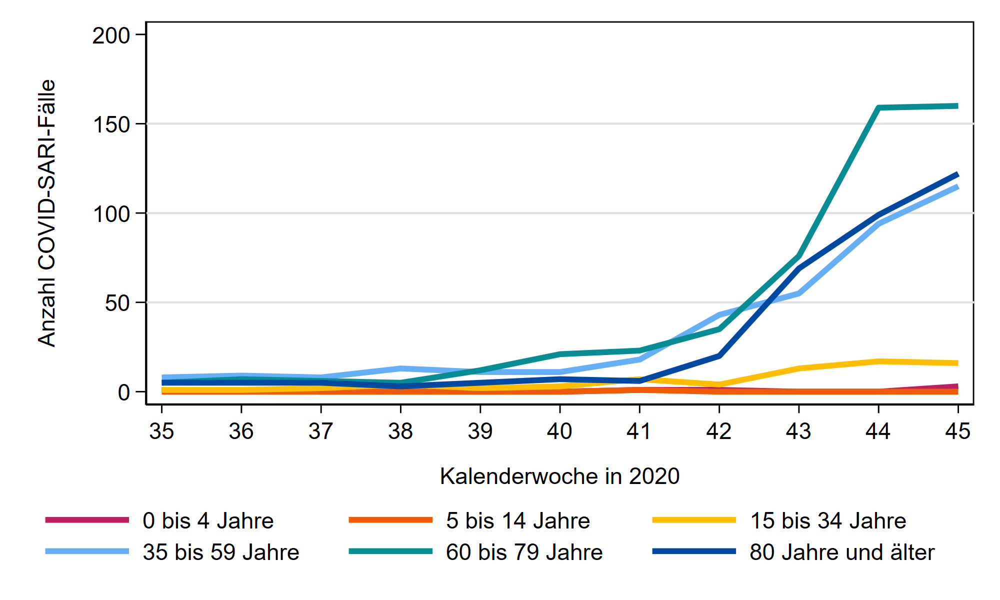 Anzahl COVID-SARI-Fälle
200
150
100
50
0
35 36 37 38 39 40 41 42 43 44 45
Kalenderwoche in 2020
0 bis 4 Jahre 5 bis 14 Jahre 15 bis 34 Jahre
35 bis 59 Jahre 60 bis 79 Jahre 80 Jahre und älter